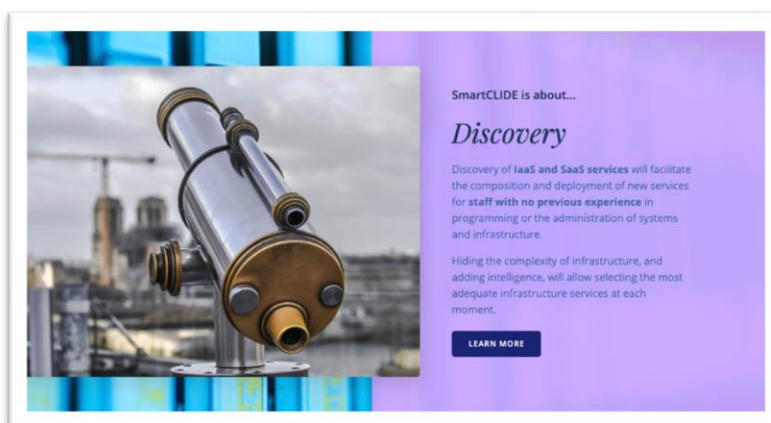 SmartCLIDE is about...
Discovery
Discovery of IaaS and SaaS services will facilitate
the composition and deployment of new services
for staff with no previous experience in
programming or the administration of systems
and infrastructure.
Hiding the complexity of infrastructure, and
adding intelligence, will allow selecting the most
adequate infrastructure services at each
moment.
LEARN MORE